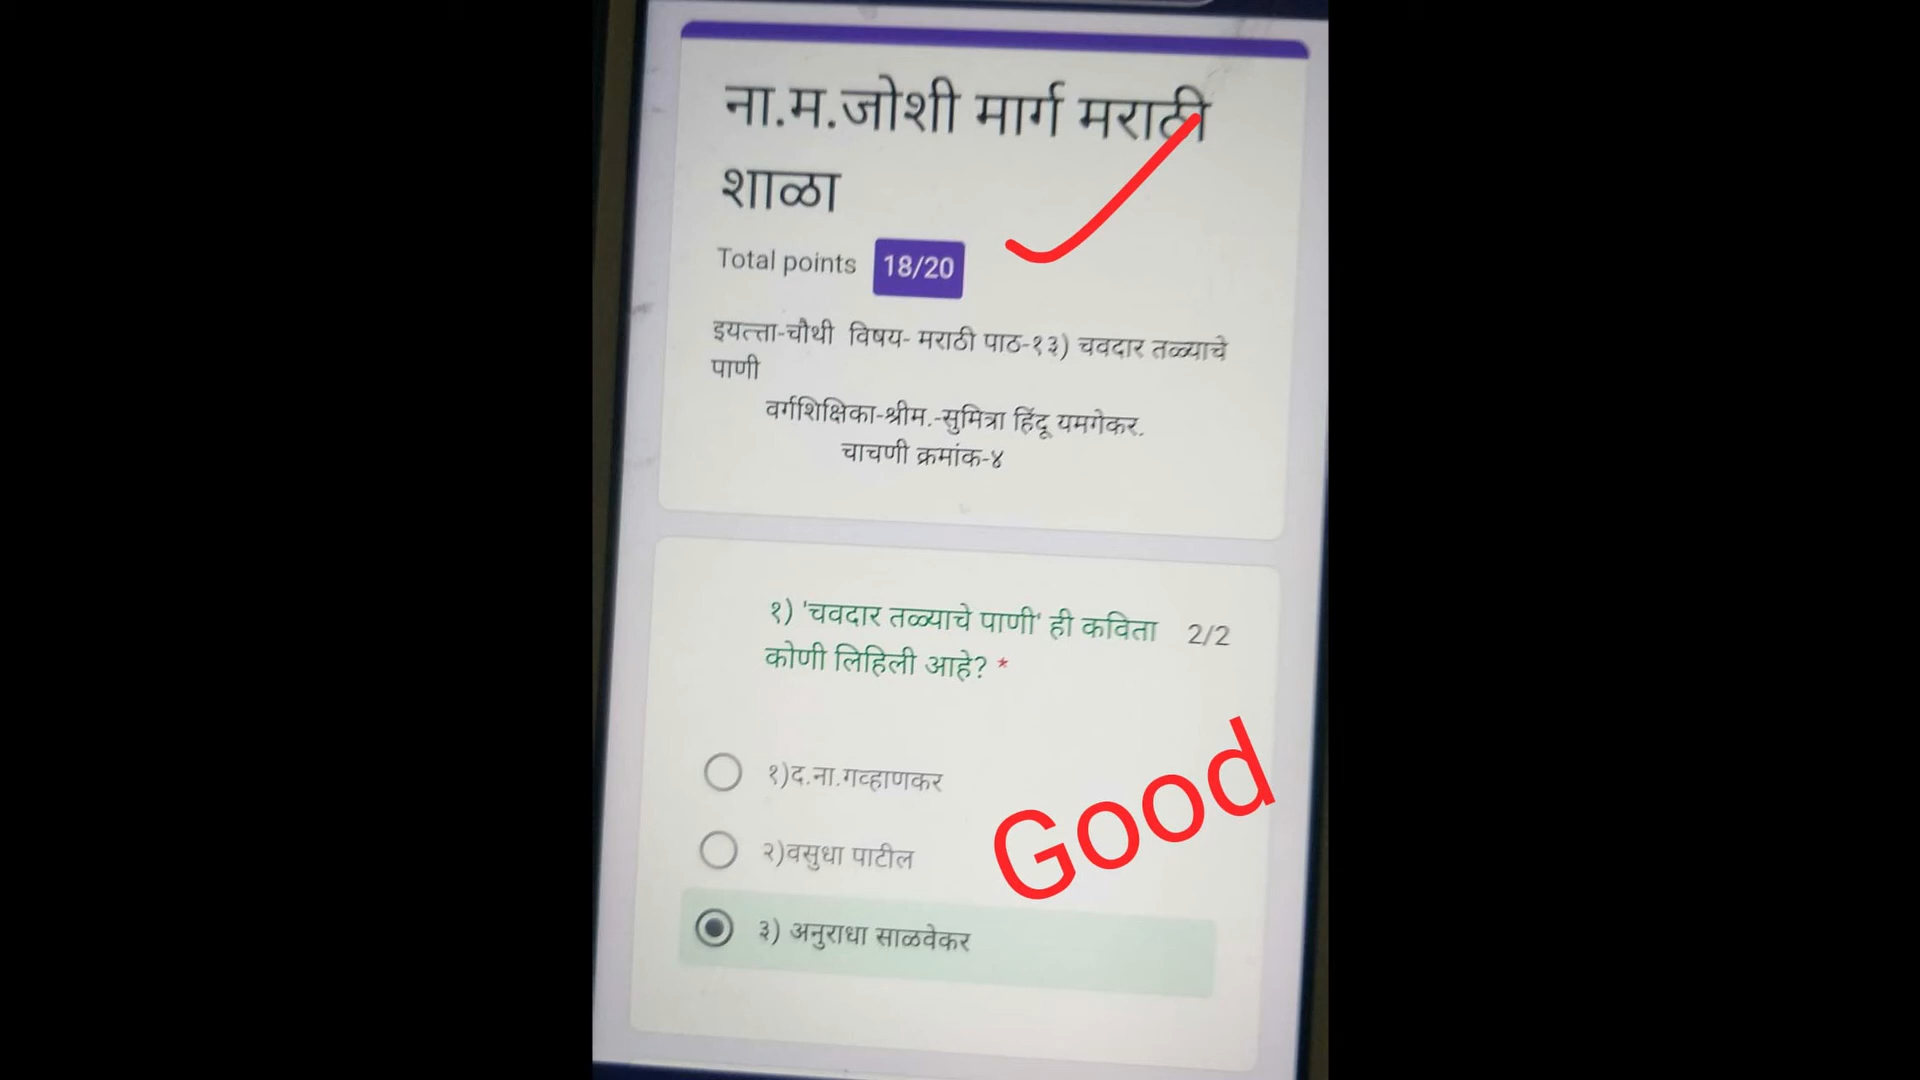 ना.म.जोशी मार्ग मराठी
शाळा
Total points 18/20
इयत्ता-चौथी विषय- मराठी पाठ-१३) चवदार तळ्याचे
पाणी
वर्गशिक्षिका-श्रीम.-सुमित्रा हिंदू यमगेकर.
चाचणी क्रमांक-४
१) 'चवदार तळ्याचे पाणी' ही कविता 2/2
कोणी लिहिली आहे? *
१)द.ना.गव्हाणकर
२)वसुधा पाटील
Good
३) अनुराधा साळवेकर